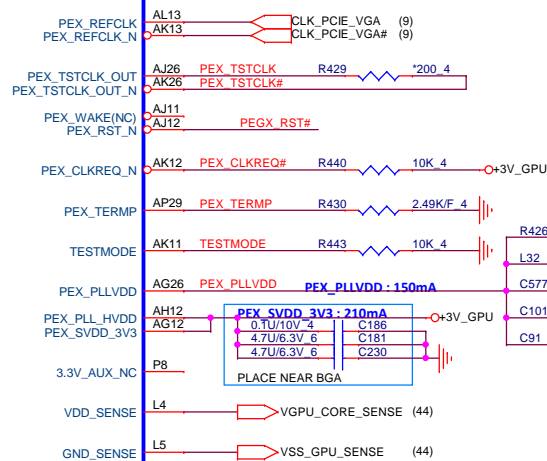 PEX_REFCLK AL13 CLK_PCIE_VGA (9)
PEX_REFCLK_N AK13 CLK_PCIE_VGA# (9)
PEX_TSTCLK_OUT AJ26 PEX_TSTCLK R429 *200_4
PEX_TSTCLK_OUT_N AK26 PEX_TSTCLK#
PEX_WAKE(NC) AJ11
PEX_RST_N AJ12 PEGX_RST#
PEX_CLKREQ_N AK12 PEX_CLKREQ# R440 10K_4 +3V_GPU
PEX_TERMP AP29 PEX_TERMP R430 2.49K/F_4
R426
TESTMODE AK11 TESTMODE R443 10K_4
L32
PEX_PLLVDD AG26 PEX_PLLVDD PEX_PLLVDD : 150mA C577
PEX_PLL_HVDD AH12 PEX_SVDD_3V3 : 210mA +3V_GPU C101
PEX_SVDD_3V3 AG12 0.1U/10V_4 C186
4.7U/6.3V_6 C181 C91
4.7U/6.3V_6 C230
3.3V_AUX_NC P8 PLACE NEAR BGA
VDD_SENSE L4 VGPU_CORE_SENSE (44)
GND_SENSE L5 VSS_GPU_SENSE (44)